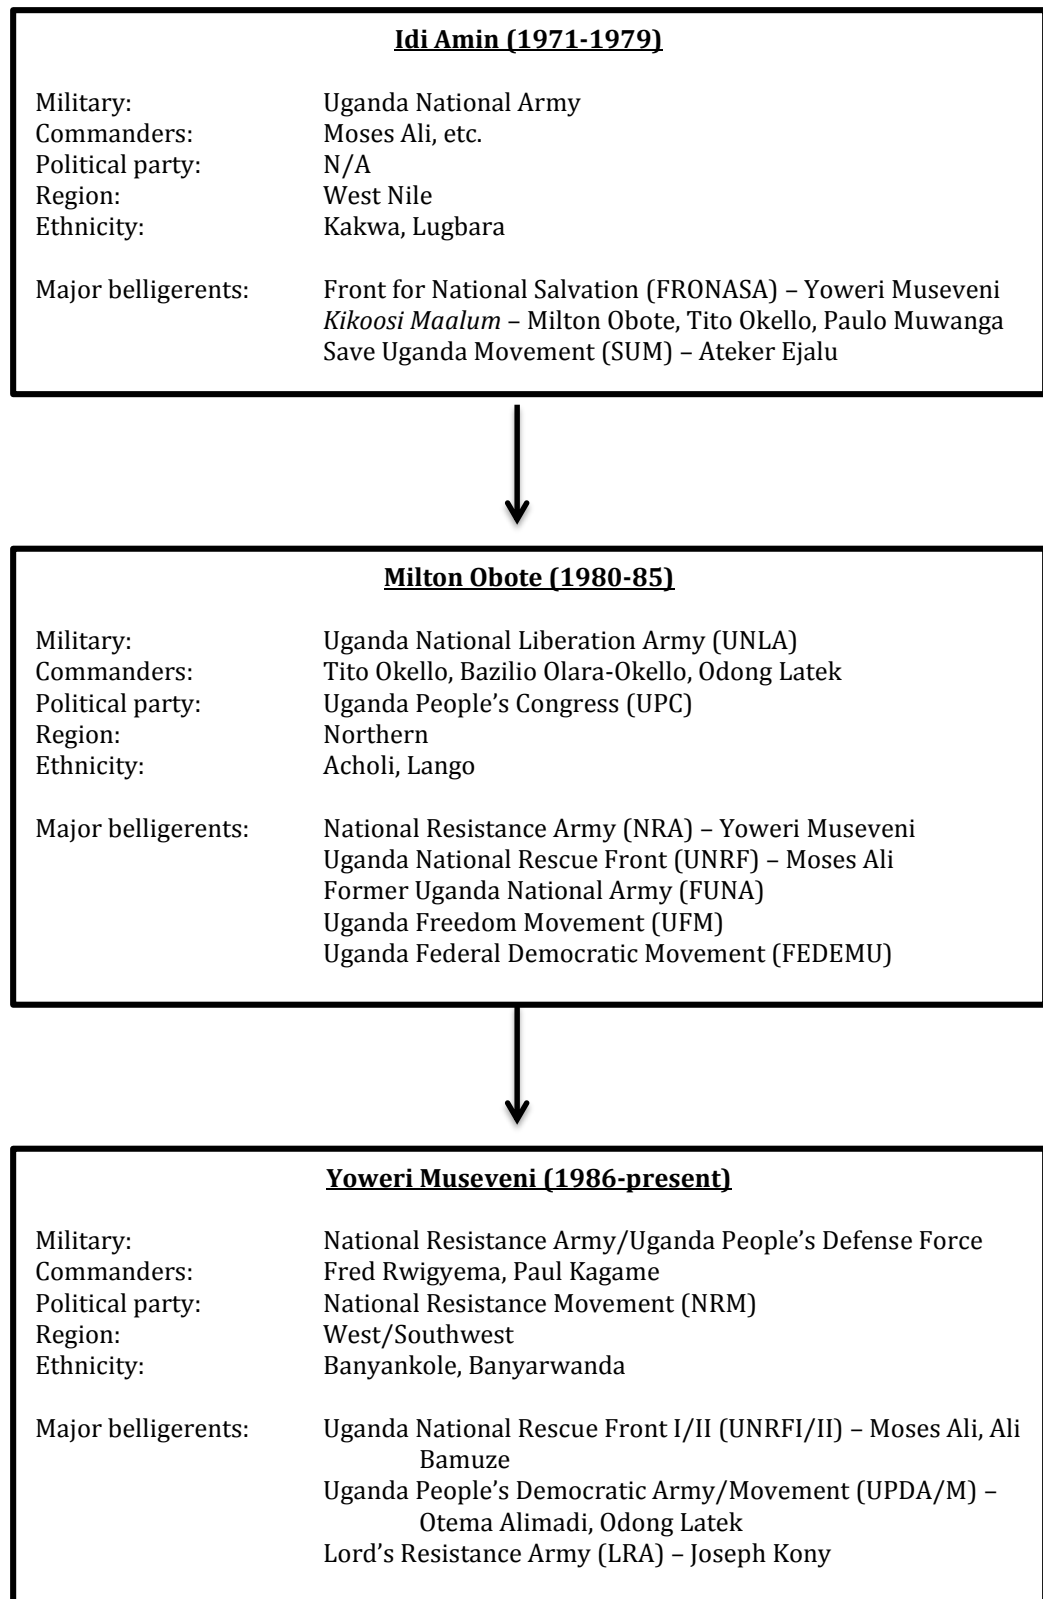 Idi Amin (1971-1979)
Military: Uganda National Army
Commanders: Moses Ali, etc.
Political party: N/A
Region: West Nile
Ethnicity: Kakwa, Lugbara
Major belligerents: Front for National Salvation (FRONASA) – Yoweri Museveni
Kikoosi Maalum – Milton Obote, Tito Okello, Paulo Muwanga
Save Uganda Movement (SUM) – Ateker Ejalu
Milton Obote (1980-85)
Military: Uganda National Liberation Army (UNLA)
Commanders: Tito Okello, Bazilio Olara-Okello, Odong Latek
Political party: Uganda People’s Congress (UPC)
Region: Northern
Ethnicity: Acholi, Lango
Major belligerents: National Resistance Army (NRA) – Yoweri Museveni
Uganda National Rescue Front (UNRF) – Moses Ali
Former Uganda National Army (FUNA)
Uganda Freedom Movement (UFM)
Uganda Federal Democratic Movement (FEDEMU)
Yoweri Museveni (1986-present)
Military: National Resistance Army/Uganda People’s Defense Force
Commanders: Fred Rwigyema, Paul Kagame
Political party: National Resistance Movement (NRM)
Region: West/Southwest
Ethnicity: Banyankole, Banyarwanda
Major belligerents: Uganda National Rescue Front I/II (UNRFI/II) – Moses Ali, Ali
Bamuze
Uganda People’s Democratic Army/Movement (UPDA/M) –
Otema Alimadi, Odong Latek
Lord’s Resistance Army (LRA) – Joseph Kony